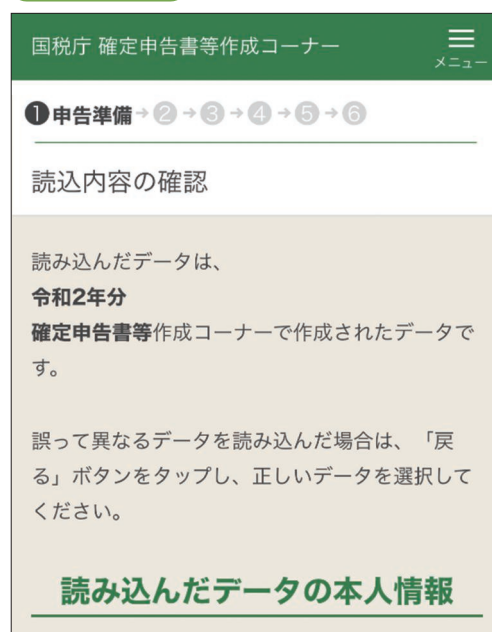 国税庁 確定申告書等作成コーナー
メニュー
❶申告準備→②→③→④→⑤→⑥
読込内容の確認
読み込んだデータは、
令和2年分
確定申告書等作成コーナーで作成されたデータで
す。
誤って異なるデータを読み込んだ場合は、「戻
る」ボタンをタップし、正しいデータを選択して
ください。
読み込んだデータの本人情報